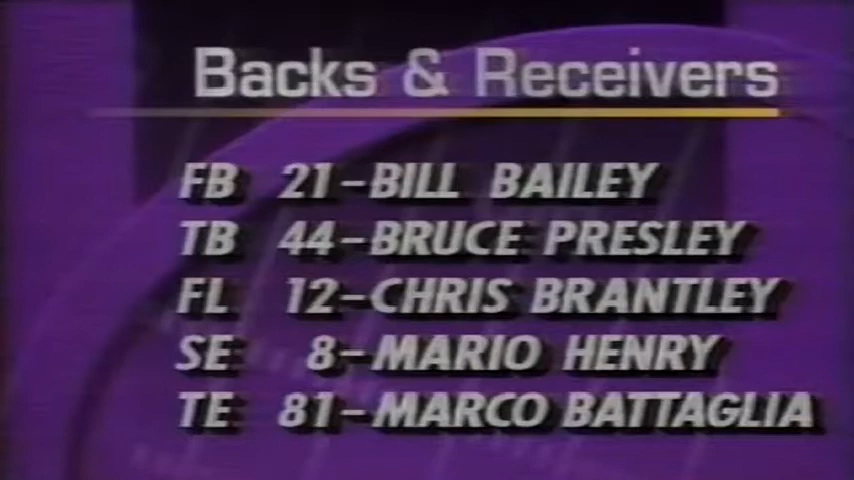 Backs & Receivers
FB 21-BILL BAILEY
TB 44-BRUCE PRESLEY
FL 12-CHRIS BRANTLEY
SE 8-MARIO HENRY
TE 81-MARCO BATTAGLIA